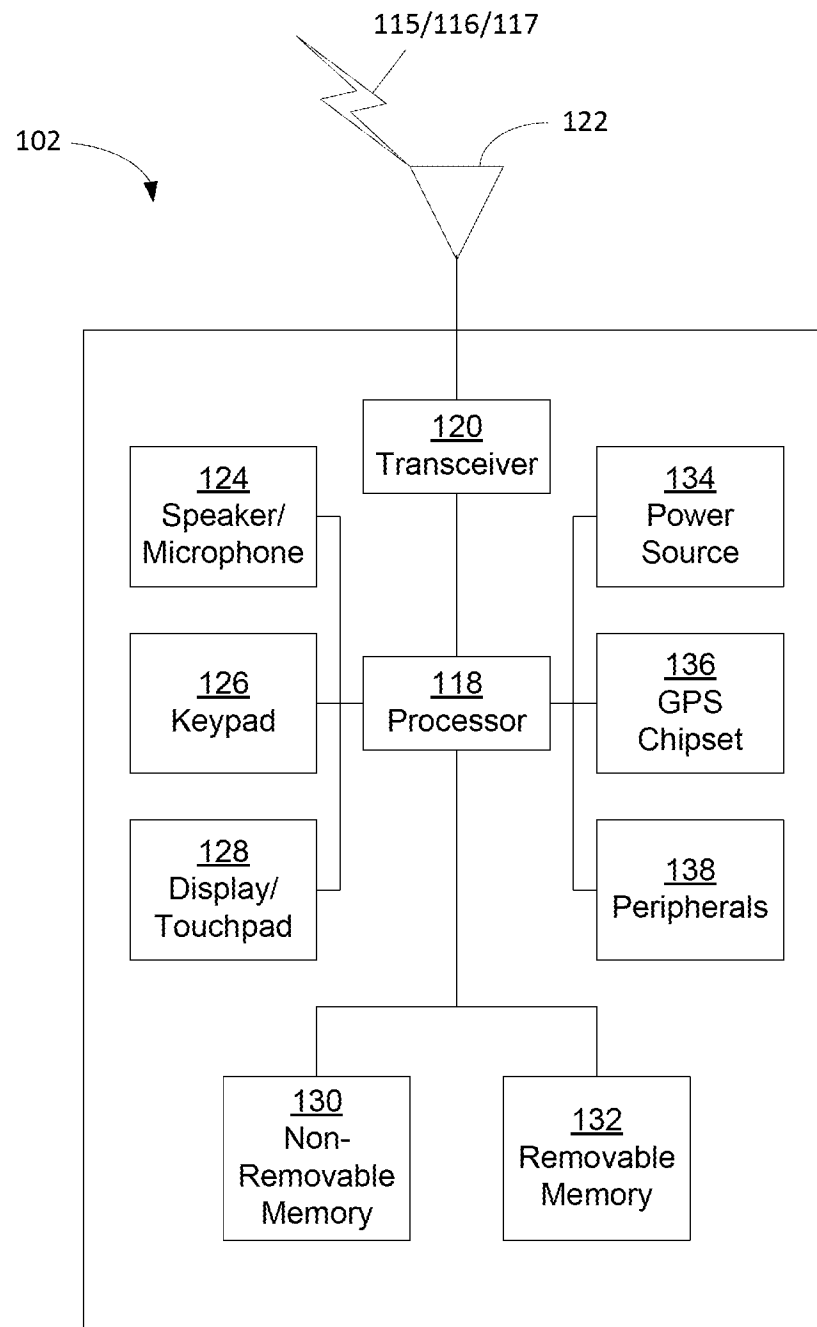 115/116/117
122
102
120
Transceiver
124
Speaker/
Microphone
134
Power
Source
126
Keypad
118
Processor
136
GPS
Chipset
128
Display/
Touchpad
138
Peripherals
130
Non-
Removable
Memory
132
Removable
Memory